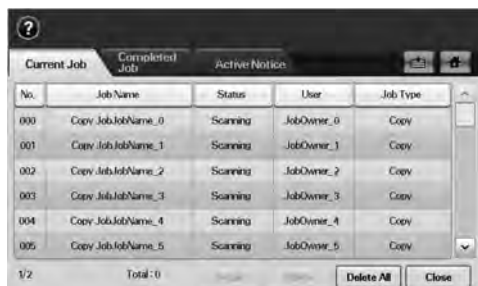 ?
Current Job Completed Job Active Notice
No. Job Name Status User Job Type
000 Copy JobJobName_0 Scanning JobOwner_0 Copy
001 Copy JobJobName_1 Scanning JobOwner_1 Copy
002 Copy JobJobName_2 Scanning JobOwner_2 Copy
003 Copy JobJobName_3 Scanning JobOwner_3 Copy
004 Copy JobJobName_4 Scanning JobOwner_4 Copy
005 Copy JobJobName_5 Scanning JobOwner_5 Copy
1/2 Total : 0 Delete All Close